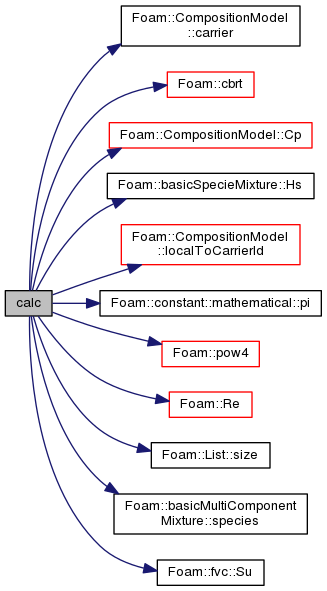 Foam::CompositionModel
::carrier
Foam::cbrt
Foam::CompositionModel::Cp
Foam::basicSpecieMixture::Hs
Foam::CompositionModel
::localToCarrierId
calc
Foam::constant::mathematical::pi
Foam::pow4
Foam::Re
Foam::List::size
Foam::basicMultiComponent
Mixture::species
Foam::fvc::Su